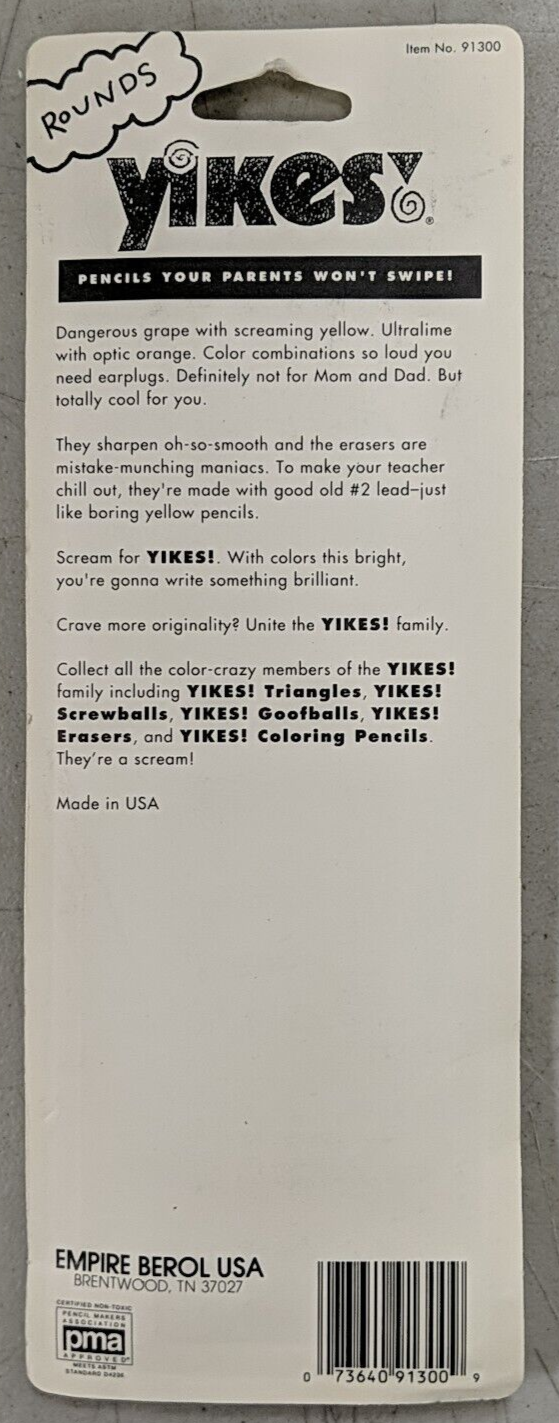 Item No. 91300
ROUNDS
yikes!®
PENCILS YOUR PARENTS WON'T SWIPE!
Dangerous grape with screaming yellow. Ultralime
with optic orange. Color combinations so loud you
need earplugs. Definitely not for Mom and Dad. But
totally cool for you.
They sharpen oh-so-smooth and the erasers are
mistake-munching maniacs. To make your teacher
chill out, they're made with good old #2 lead–just
like boring yellow pencils.
Scream for YIKES!. With colors this bright,
you're gonna write something brilliant.
Crave more originality? Unite the YIKES! family.
Collect all the color-crazy members of the YIKES!
family including YIKES! Triangles, YIKES!
Screwballs, YIKES! Goofballs, YIKES!
Erasers, and YIKES! Coloring Pencils.
They're a scream!
Made in USA
EMPIRE BEROL USA
BRENTWOOD, TN 37027
CERTIFIED NON-TOXIC
PENCIL MAKERS
ASSOCIATION
pma
APPROVED
MEETS ASTM
STANDARD D4236
0 73640 91300 9